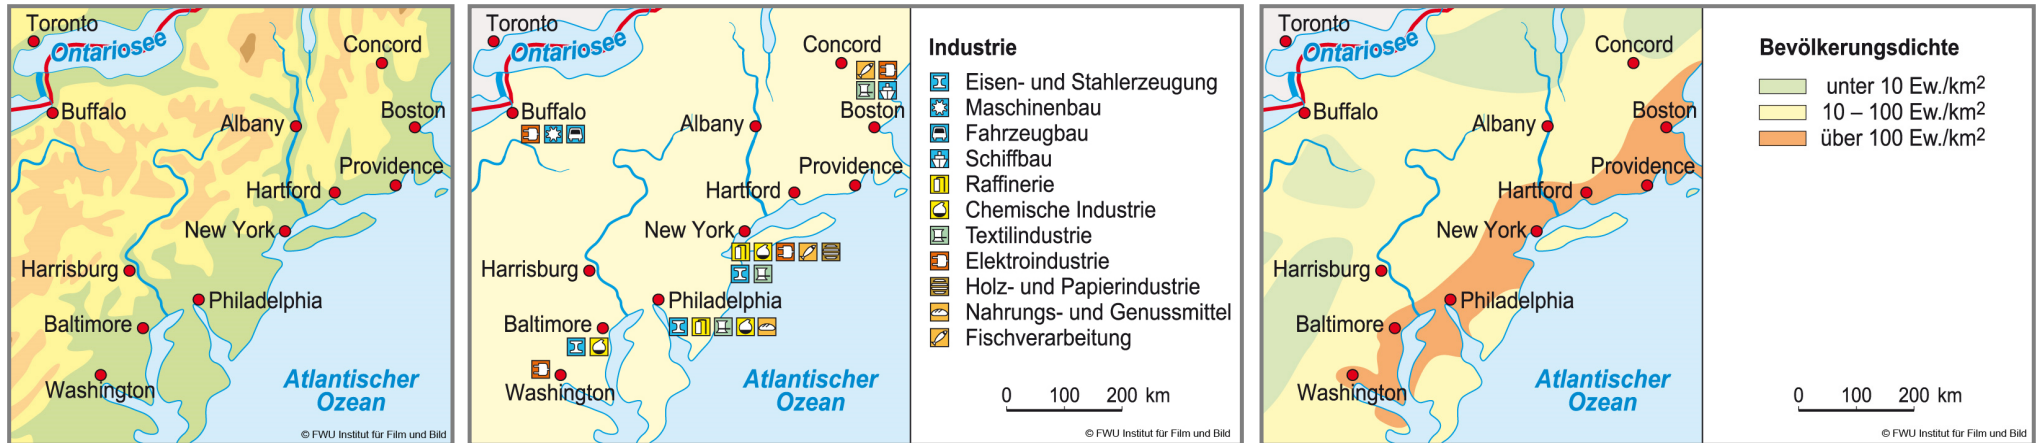 Toronto
Ontariosee
Concord
Buffalo
Albany
Boston
Providence
Hartford
New York
Harrisburg
Philadelphia
Baltimore
Washington
Atlantischer
Ozean
© FWU Institut für Film und Bild
Toronto
Ontariosee
Concord
Buffalo
Albany
Boston
Providence
Hartford
New York
Harrisburg
Philadelphia
Baltimore
Washington
Atlantischer
Ozean
Industrie
Eisen- und Stahlerzeugung
Maschinenbau
Fahrzeugbau
Schiffbau
Raffinerie
Chemische Industrie
Textilindustrie
Elektroindustrie
Holz- und Papierindustrie
Nahrungs- und Genussmittel
Fischverarbeitung
0 100 200 km
© FWU Institut für Film und Bild
Toronto
Ontariosee
Concord
Buffalo
Albany
Boston
Providence
Hartford
New York
Harrisburg
Philadelphia
Baltimore
Washington
Atlantischer
Ozean
Bevölkerungsdichte
unter 10 Ew./km²
10 – 100 Ew./km²
über 100 Ew./km²
0 100 200 km
© FWU Institut für Film und Bild